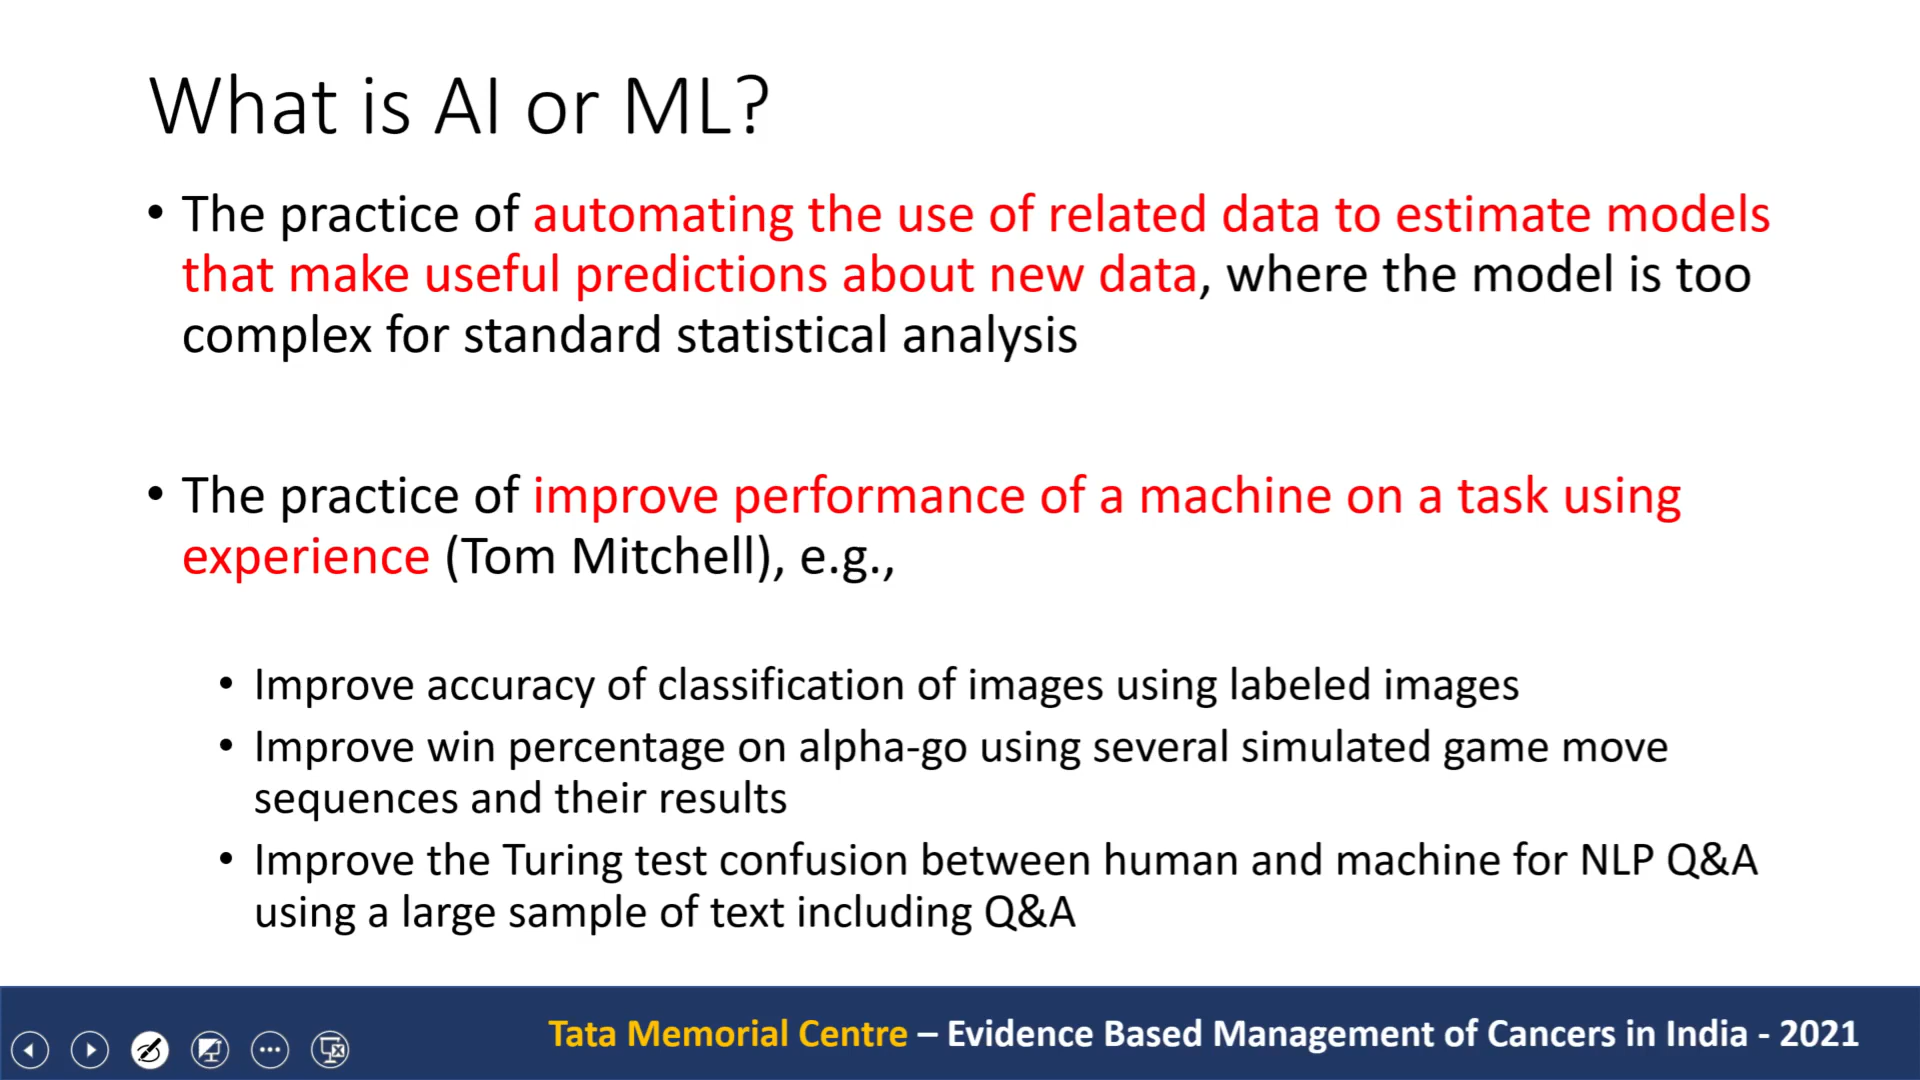 What is AI or ML?
• The practice of automating the use of related data to estimate models
that make useful predictions about new data, where the model is too
complex for standard statistical analysis
• The practice of improve performance of a machine on a task using
experience (Tom Mitchell), e.g.,
• Improve accuracy of classification of images using labeled images
• Improve win percentage on alpha-go using several simulated game move
sequences and their results
• Improve the Turing test confusion between human and machine for NLP Q&A
using a large sample of text including Q&A
Tata Memorial Centre – Evidence Based Management of Cancers in India - 2021